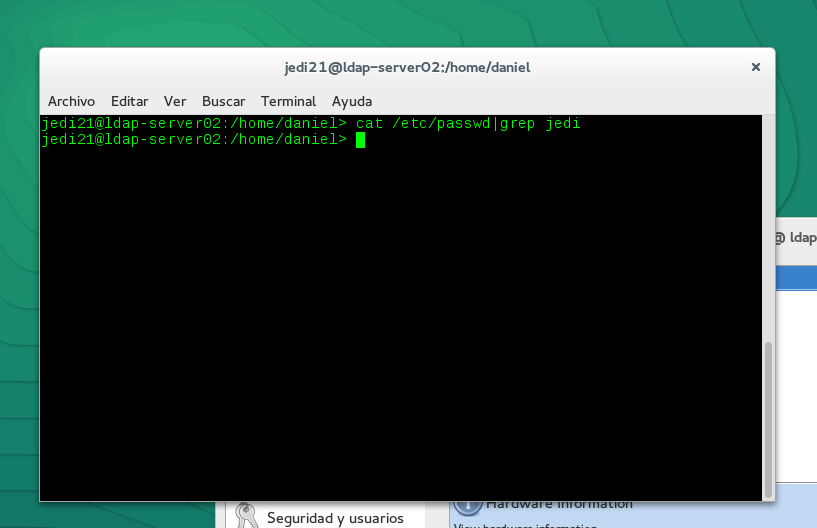 jedi21@ldap-server02:/home/daniel
Archivo Editar Ver Buscar Terminal Ayuda
jedi21@ldap-server02:/home/daniel> cat /etc/passwd|grep jedi
jedi21@ldap-server02:/home/daniel>
@ ldap
Seguridad y usuarios
Hardware Information
View hardware information